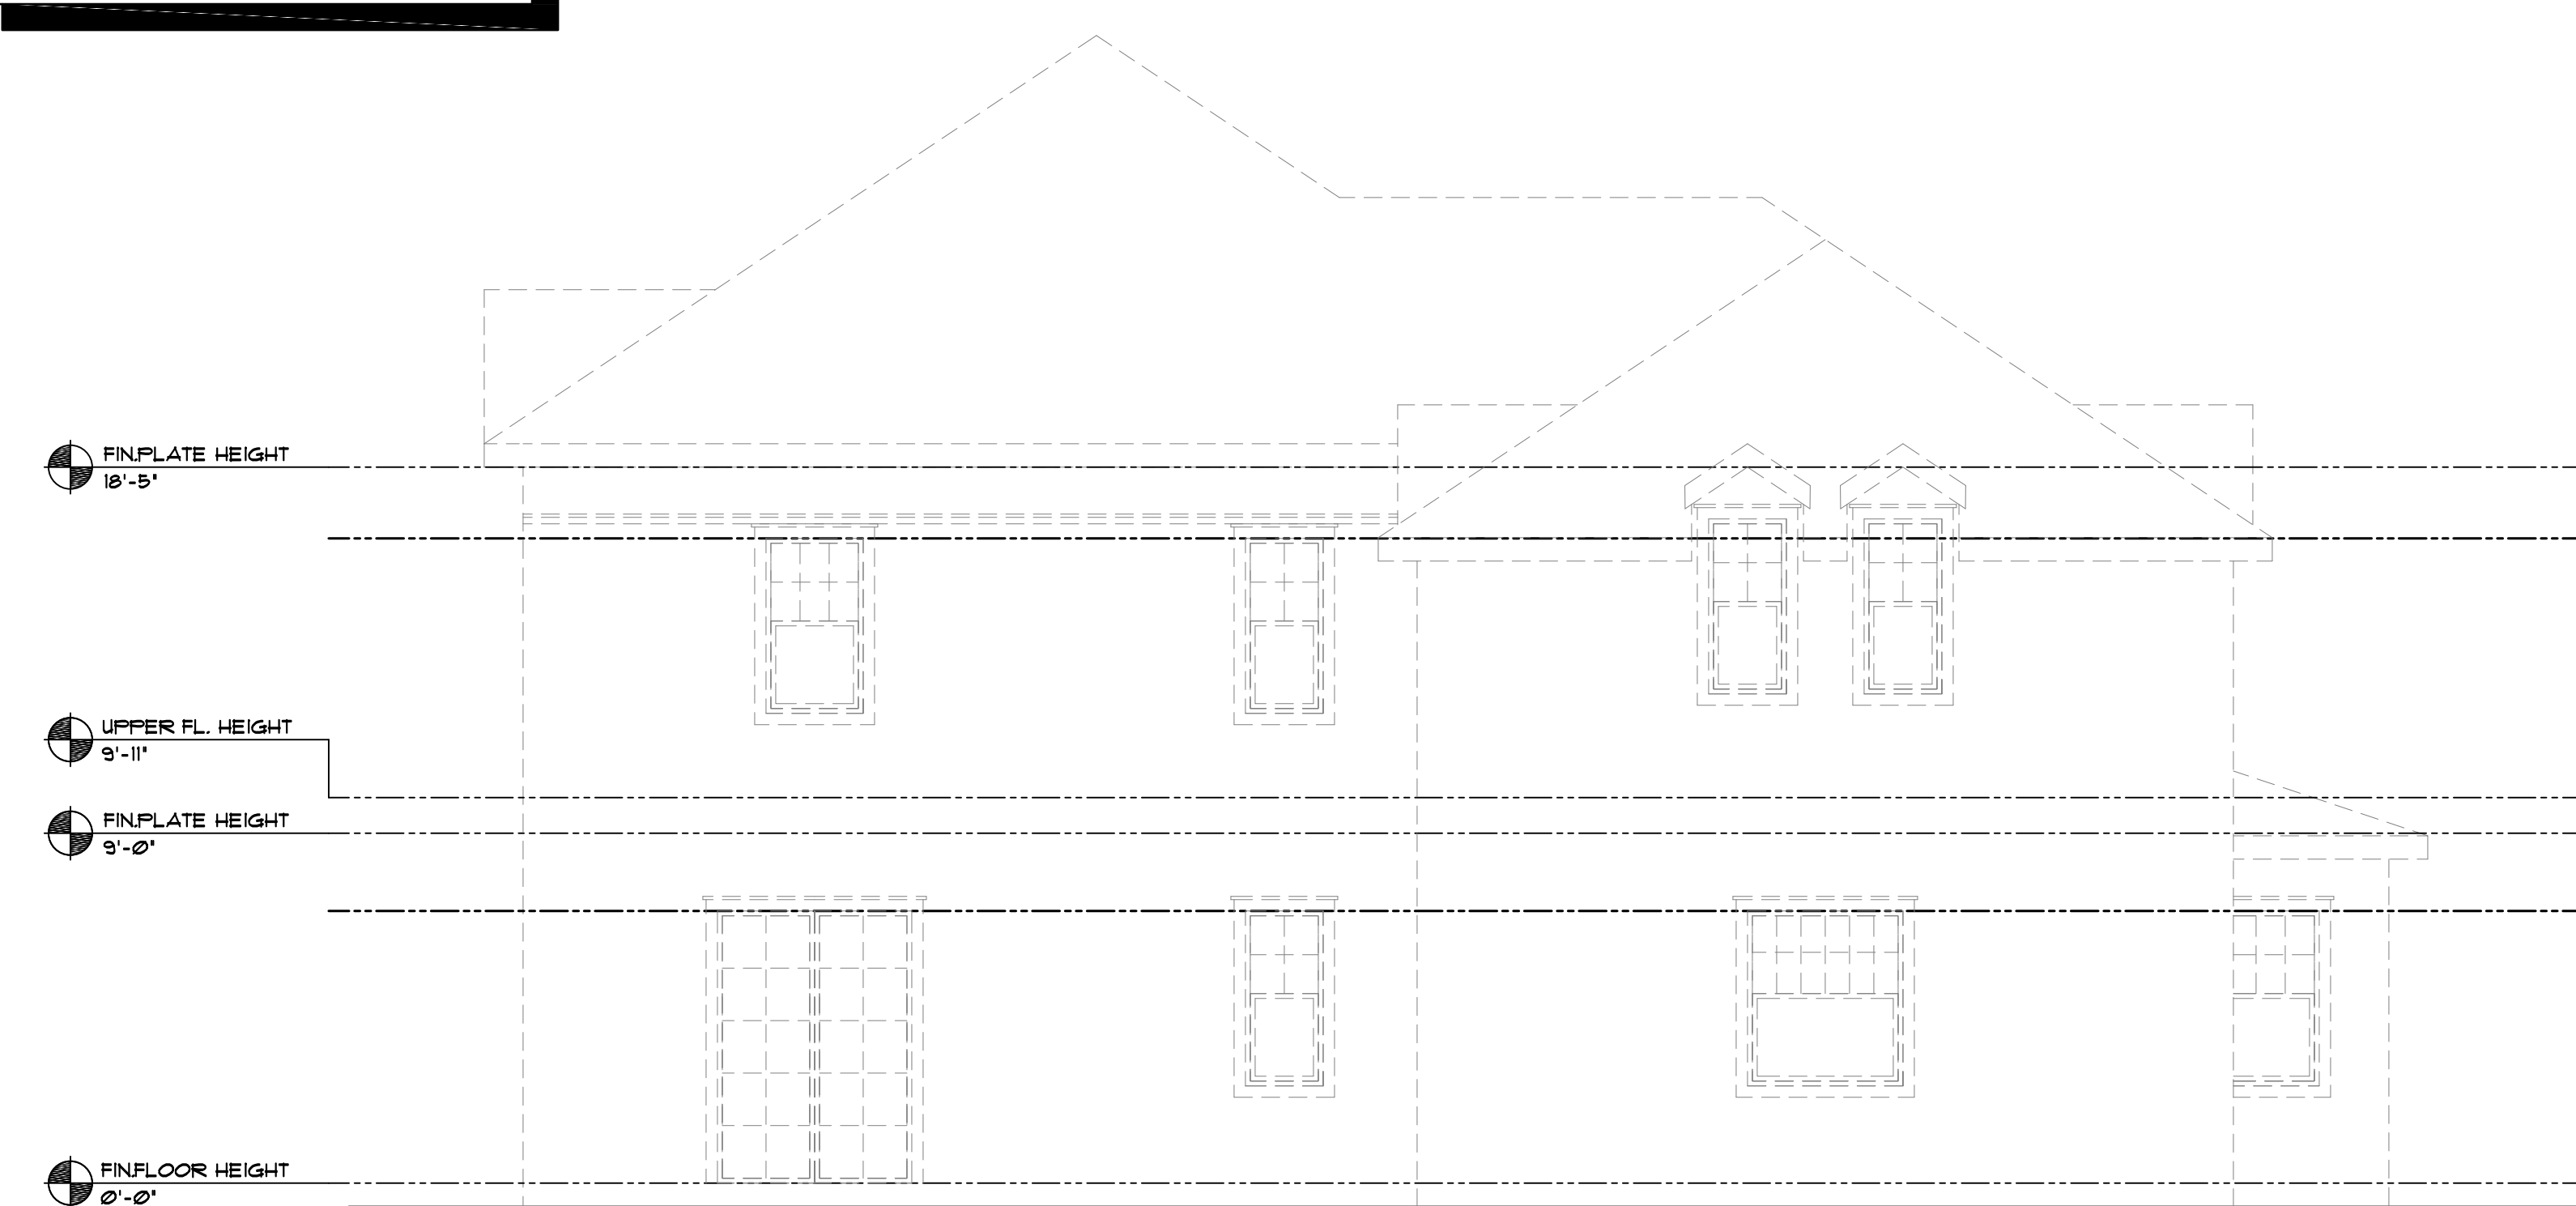 FIN.PLATE HEIGHT
18'-5"
UPPER FL. HEIGHT
9'-11"
FIN.PLATE HEIGHT
9'-0"
FIN.FLOOR HEIGHT
0'-0"